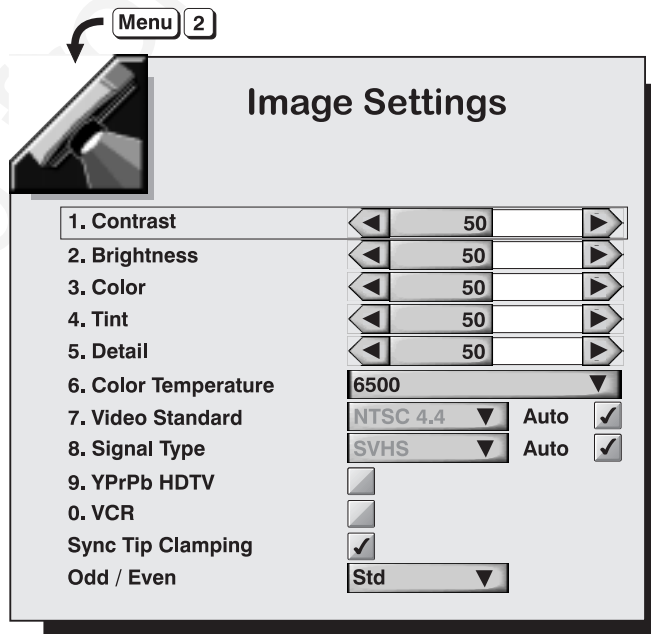 Menu 2
Image Settings
1. Contrast 50
2. Brightness 50
3. Color 50
4. Tint 50
5. Detail 50
6. Color Temperature 6500
7. Video Standard NTSC 4.4 Auto
8. Signal Type SVHS Auto
9. YPrPb HDTV
0. VCR
Sync Tip Clamping
Odd / Even Std